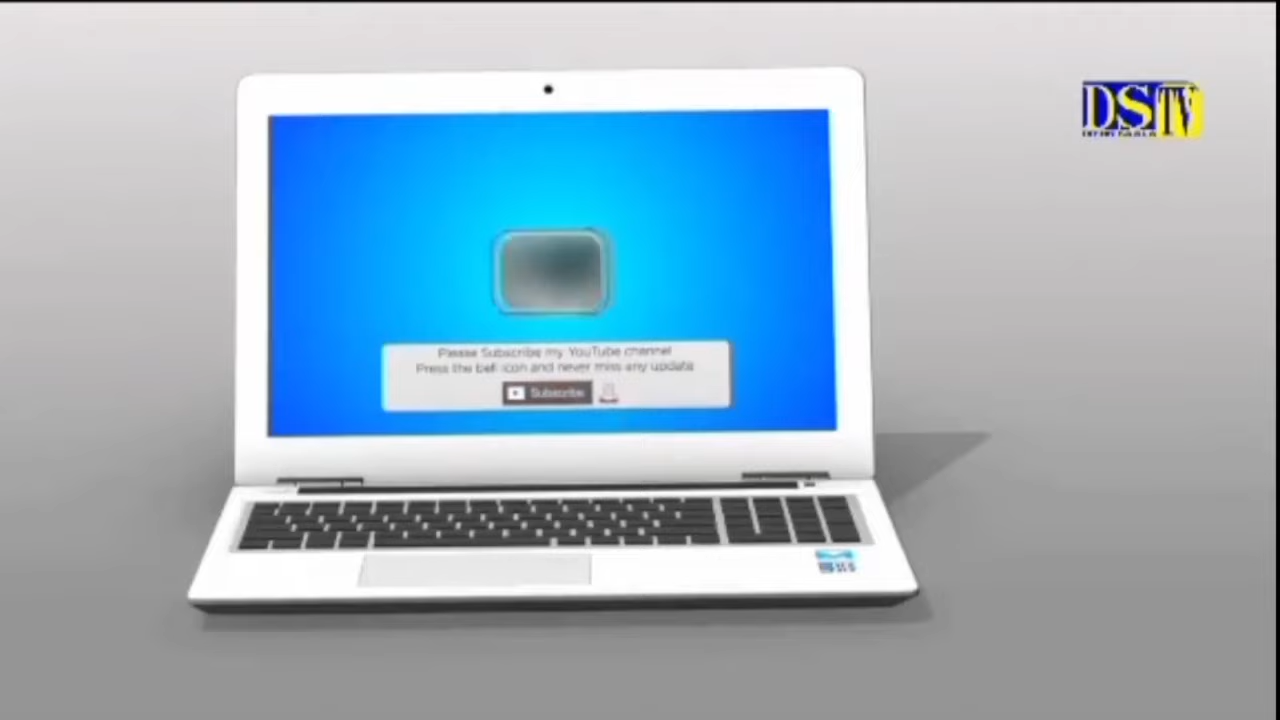 DSTV
Please Subscribe my YouTube channel
Press the bell icon and never miss any update
Subscribe